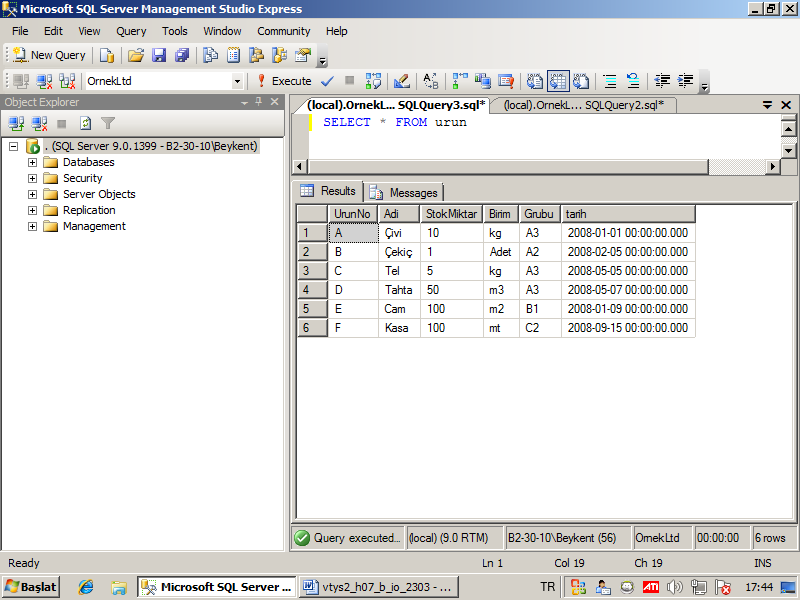 Microsoft SQL Server Management Studio Express
File Edit View Query Tools Window Community Help
New Query
OrnekLtd Execute
Object Explorer
(local).OrnekL... SQLQuery3.sql* (local).OrnekL... SQLQuery2.sql*
SELECT * FROM urun
. (SQL Server 9.0.1399 - B2-30-10\Beykent)
Databases
Security
Server Objects
Replication
Management
Results Messages
UrunNo Adi StokMiktar Birim Grubu tarih
1 A Çivi 10 kg A3 2008-01-01 00:00:00.000
2 B Çekiç 1 Adet A2 2008-02-05 00:00:00.000
3 C Tel 5 kg A3 2008-05-05 00:00:00.000
4 D Tahta 50 m3 A3 2008-05-07 00:00:00.000
5 E Cam 100 m2 B1 2008-01-09 00:00:00.000
6 F Kasa 100 mt C2 2008-09-15 00:00:00.000
Query executed... (local) (9.0 RTM) B2-30-10\Beykent (56) OrnekLtd 00:00:00 6 rows
Ready Ln 1 Col 19 Ch 19 INS
Başlat Microsoft SQL Server ... vtys2_h07_b_io_2303 - ... TR ATI 17:44